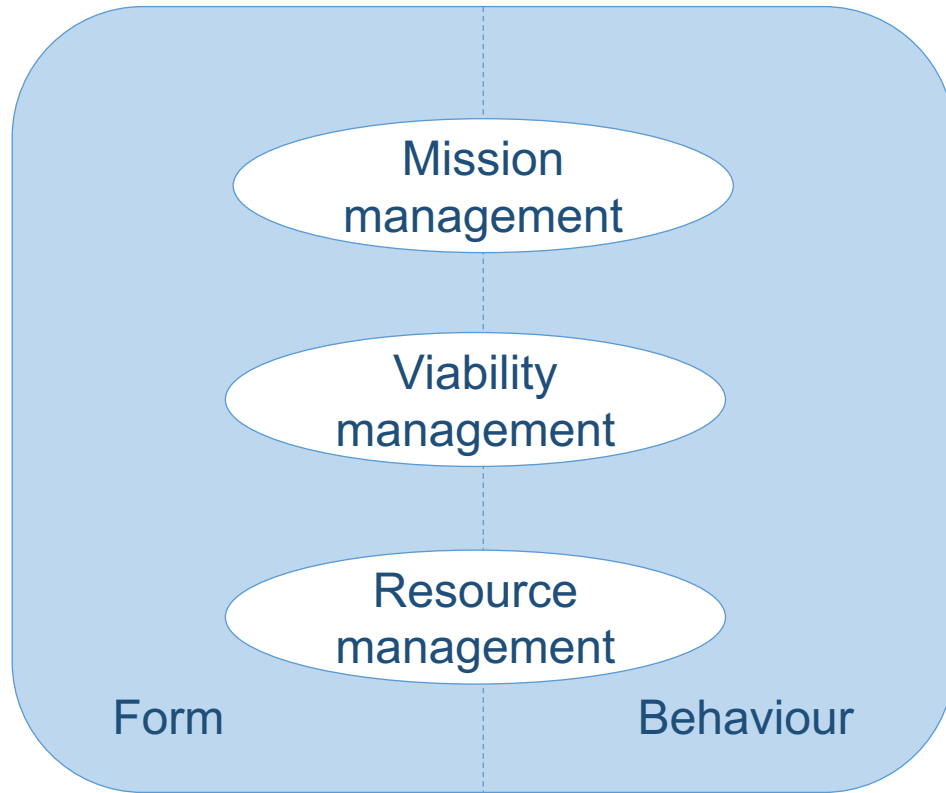 Mission
management
Viability
management
Resource
management
Form
Behaviour